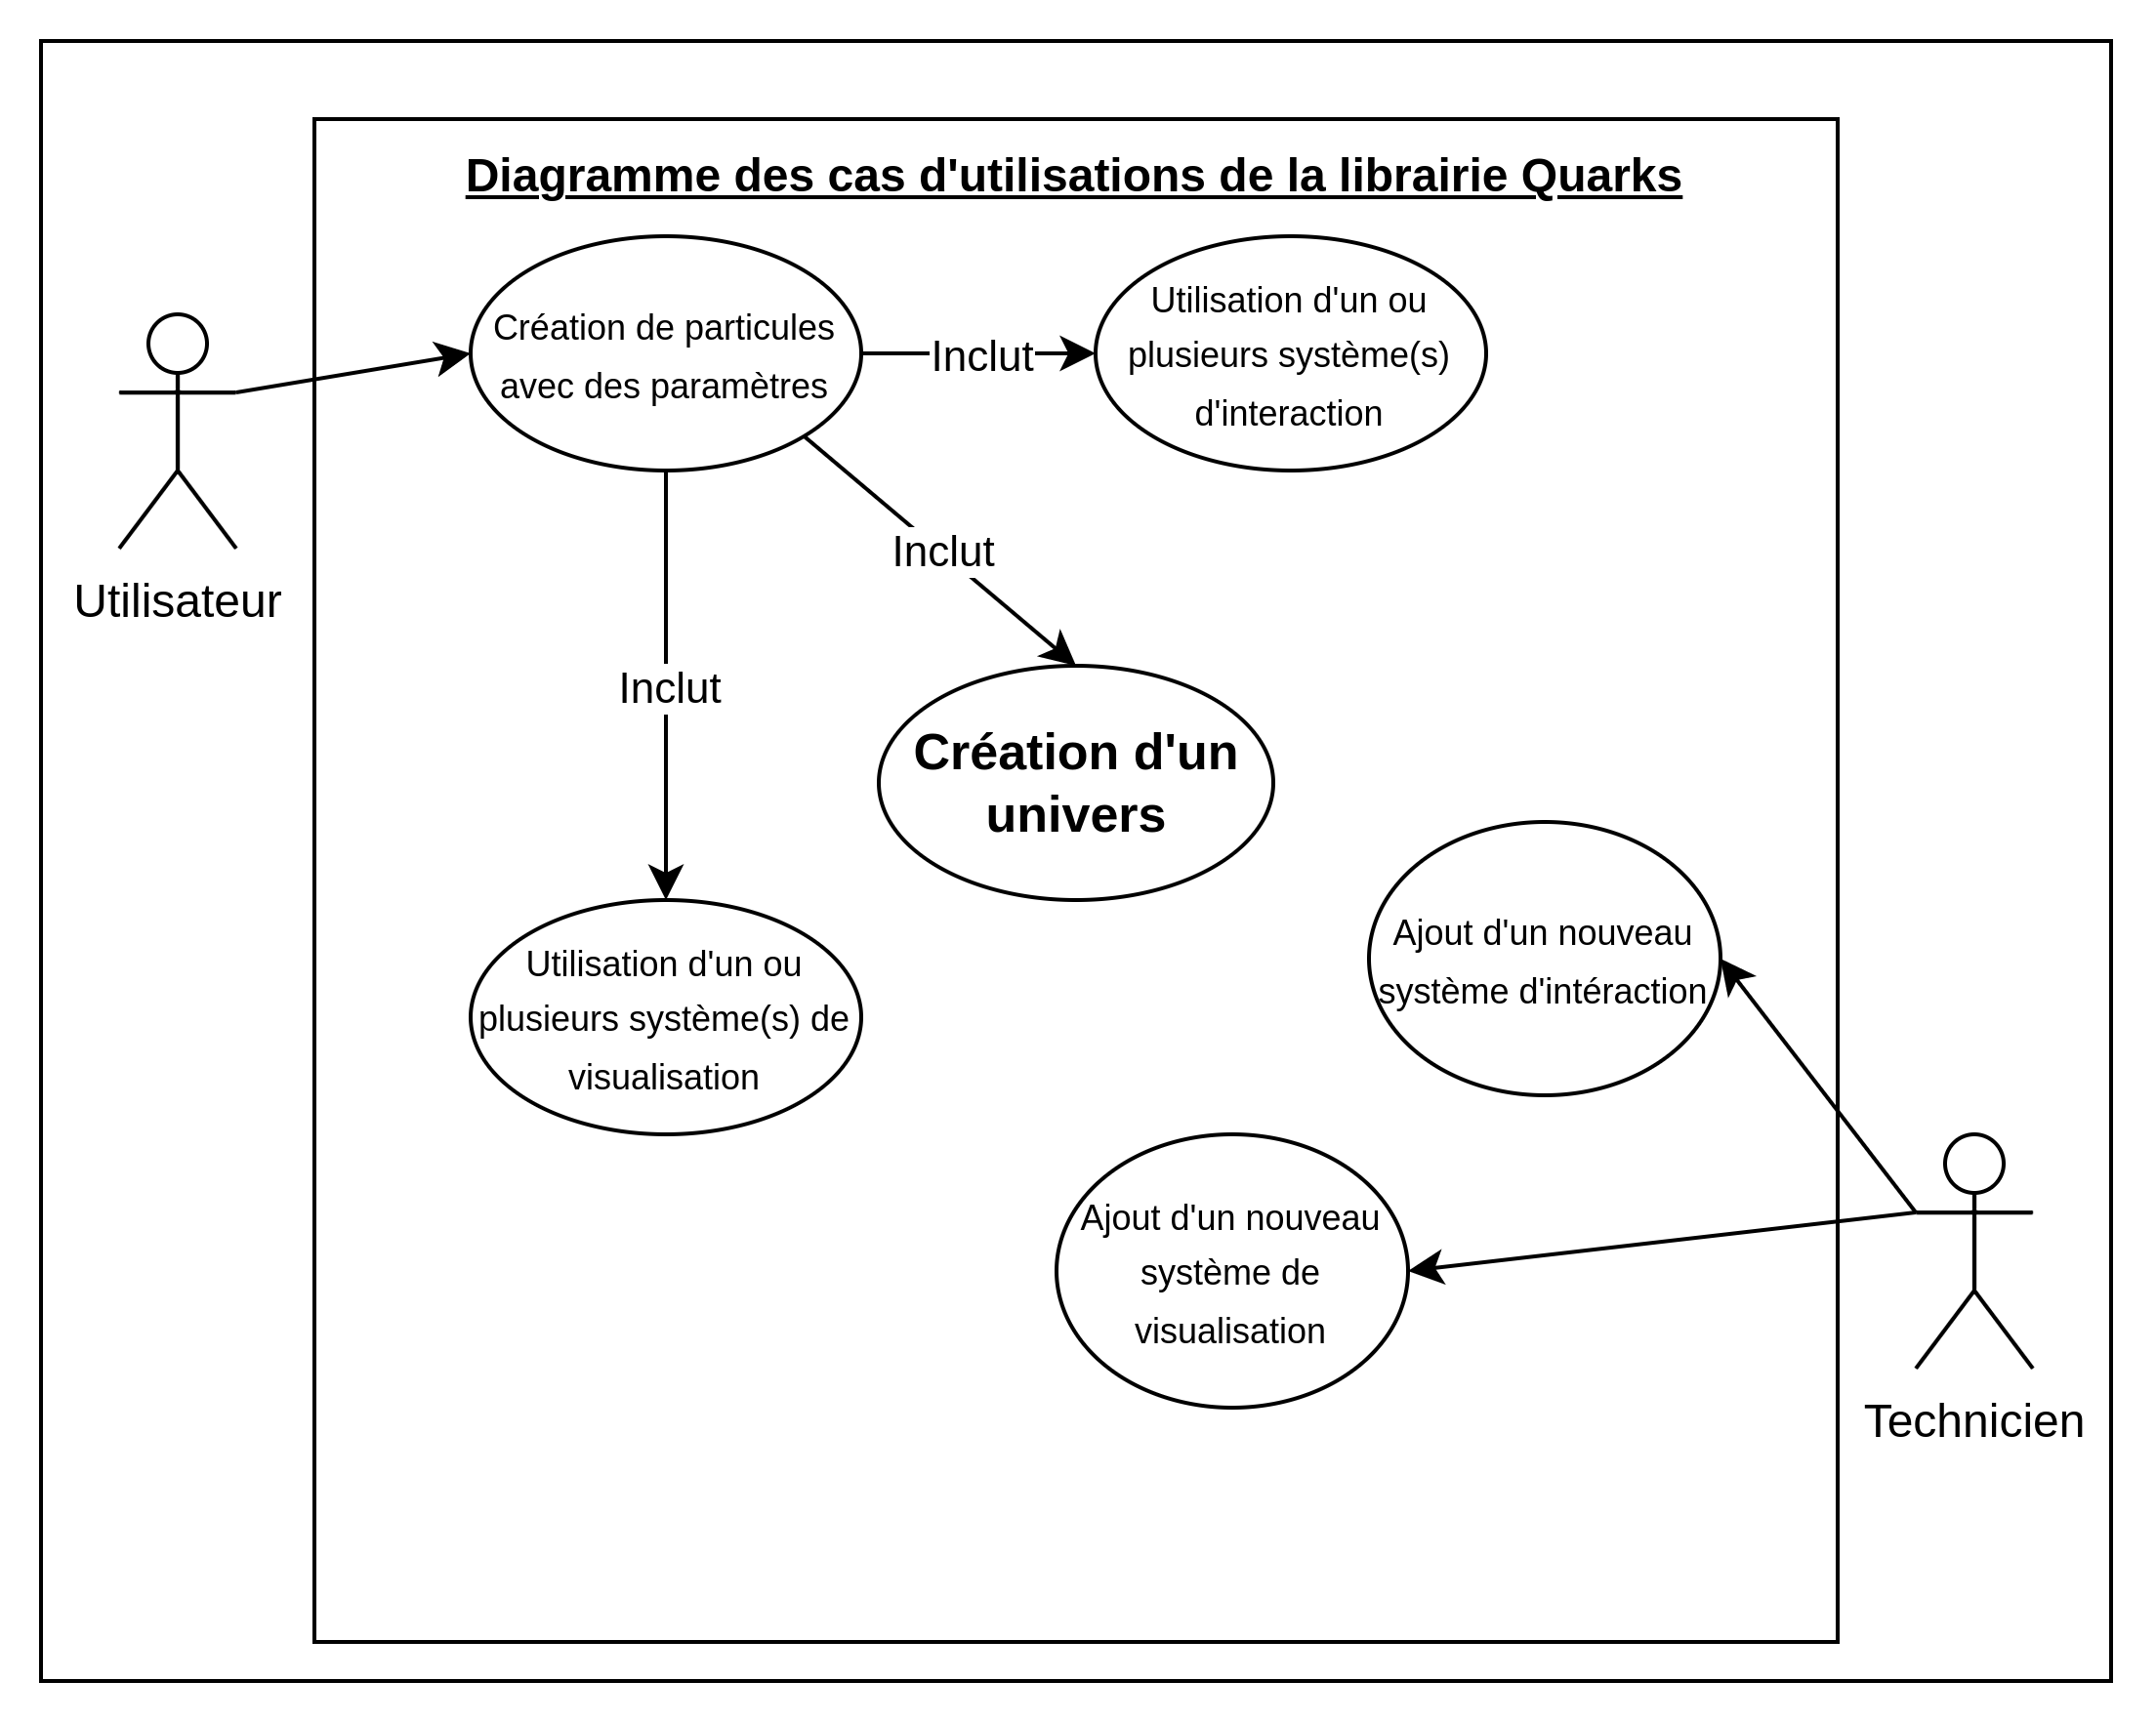 Diagramme des cas d'utilisations de la librairie Quarks
Création de particules
avec des paramètres
Inclut
Utilisation d'un ou
plusieurs système(s)
d'interaction
Utilisateur
Inclut
Inclut
Création d'un
univers
Utilisation d'un ou
plusieurs système(s) de
visualisation
Ajout d'un nouveau
système d'intéraction
Ajout d'un nouveau
système de
visualisation
Technicien